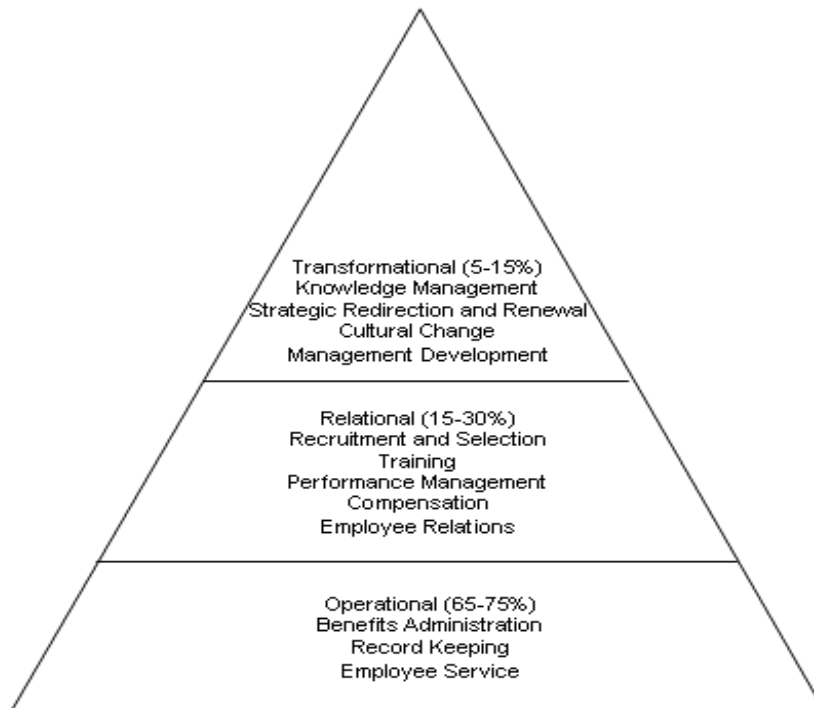 Transformational (5-15%)
Knowledge Management
Strategic Redirection and Renewal
Cultural Change
Management Development
Relational (15-30%)
Recruitment and Selection
Training
Performance Management
Compensation
Employee Relations
Operational (65-75%)
Benefits Administration
Record Keeping
Employee Service